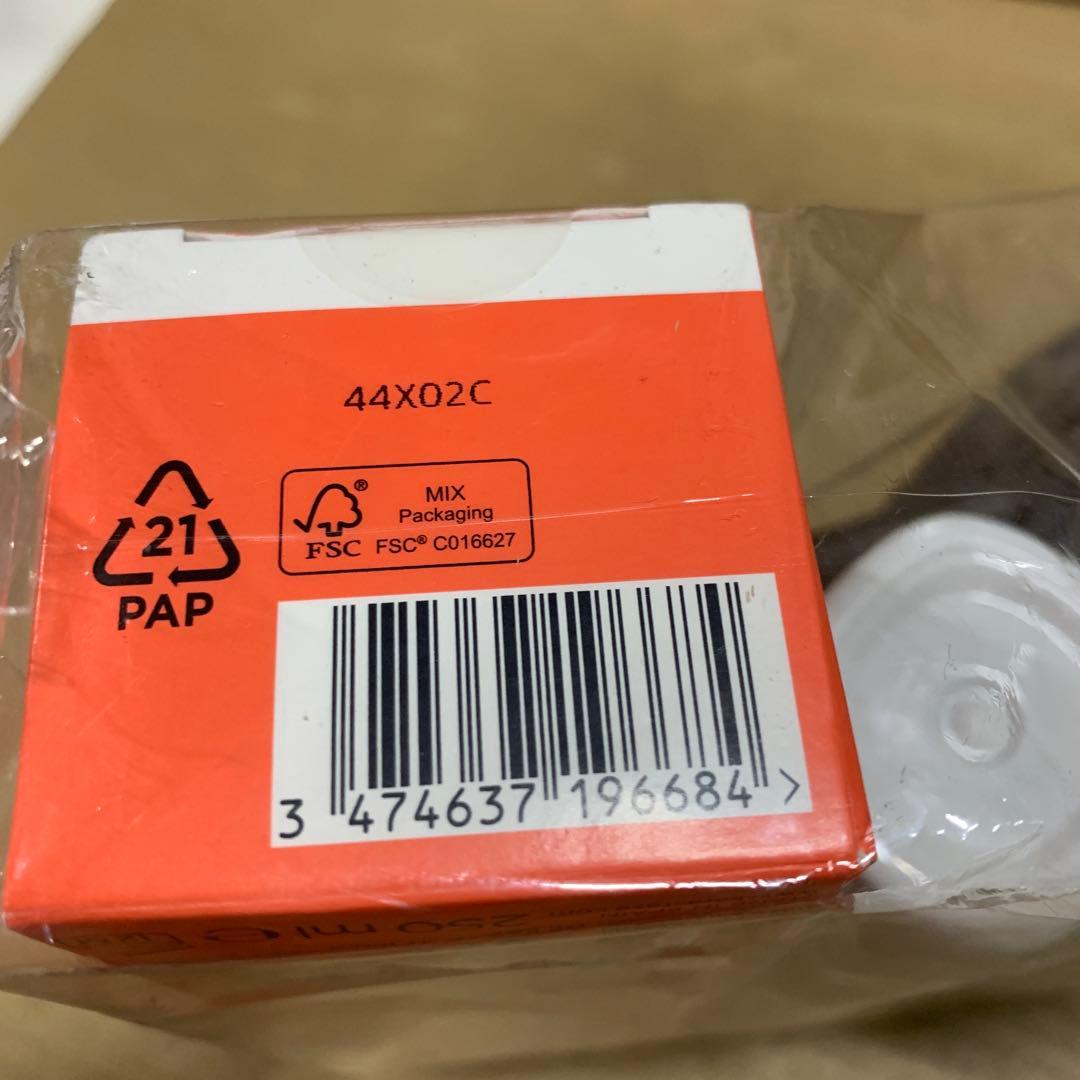 44X02C
21
PAP
®
FSC
MIX
Packaging
FSC® C016627
3 474637 196684 >
250 ml e